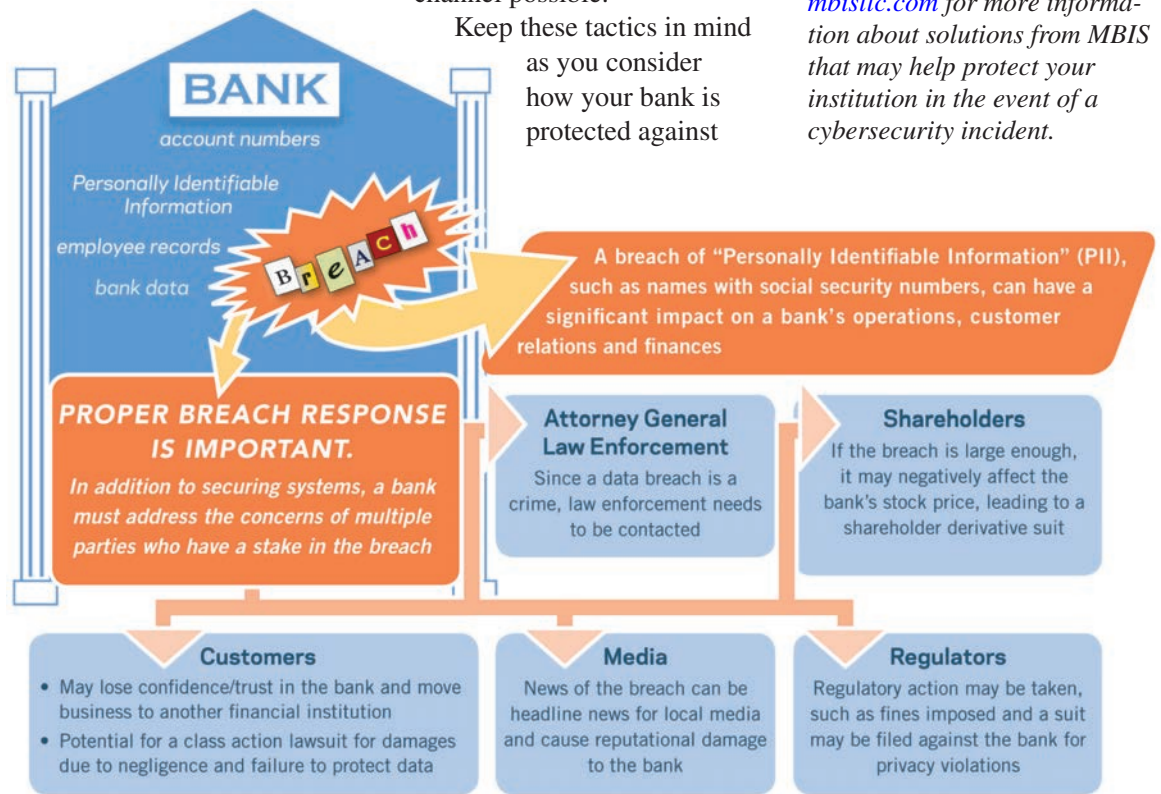 channel possible.
Keep these tactics in mind
as you consider
how your bank is
protected against
mbisllc.com for more informa-
tion about solutions from MBIS
that may help protect your
institution in the event of a
cybersecurity incident.
BANK
account numbers
Personally Identifiable
Information
employee records
bank data
BreACh
A breach of “Personally Identifiable Information” (PII),
such as names with social security numbers, can have a
significant impact on a bank’s operations, customer
relations and finances
PROPER BREACH RESPONSE
IS IMPORTANT.
In addition to securing systems, a bank
must address the concerns of multiple
parties who have a stake in the breach
Attorney General
Law Enforcement
Since a data breach is a
crime, law enforcement needs
to be contacted
Shareholders
If the breach is large enough,
it may negatively affect the
bank’s stock price, leading to a
shareholder derivative suit
Customers
• May lose confidence/trust in the bank and move
business to another financial institution
• Potential for a class action lawsuit for damages
due to negligence and failure to protect data
Media
News of the breach can be
headline news for local media
and cause reputational damage
to the bank
Regulators
Regulatory action may be taken,
such as fines imposed and a suit
may be filed against the bank for
privacy violations